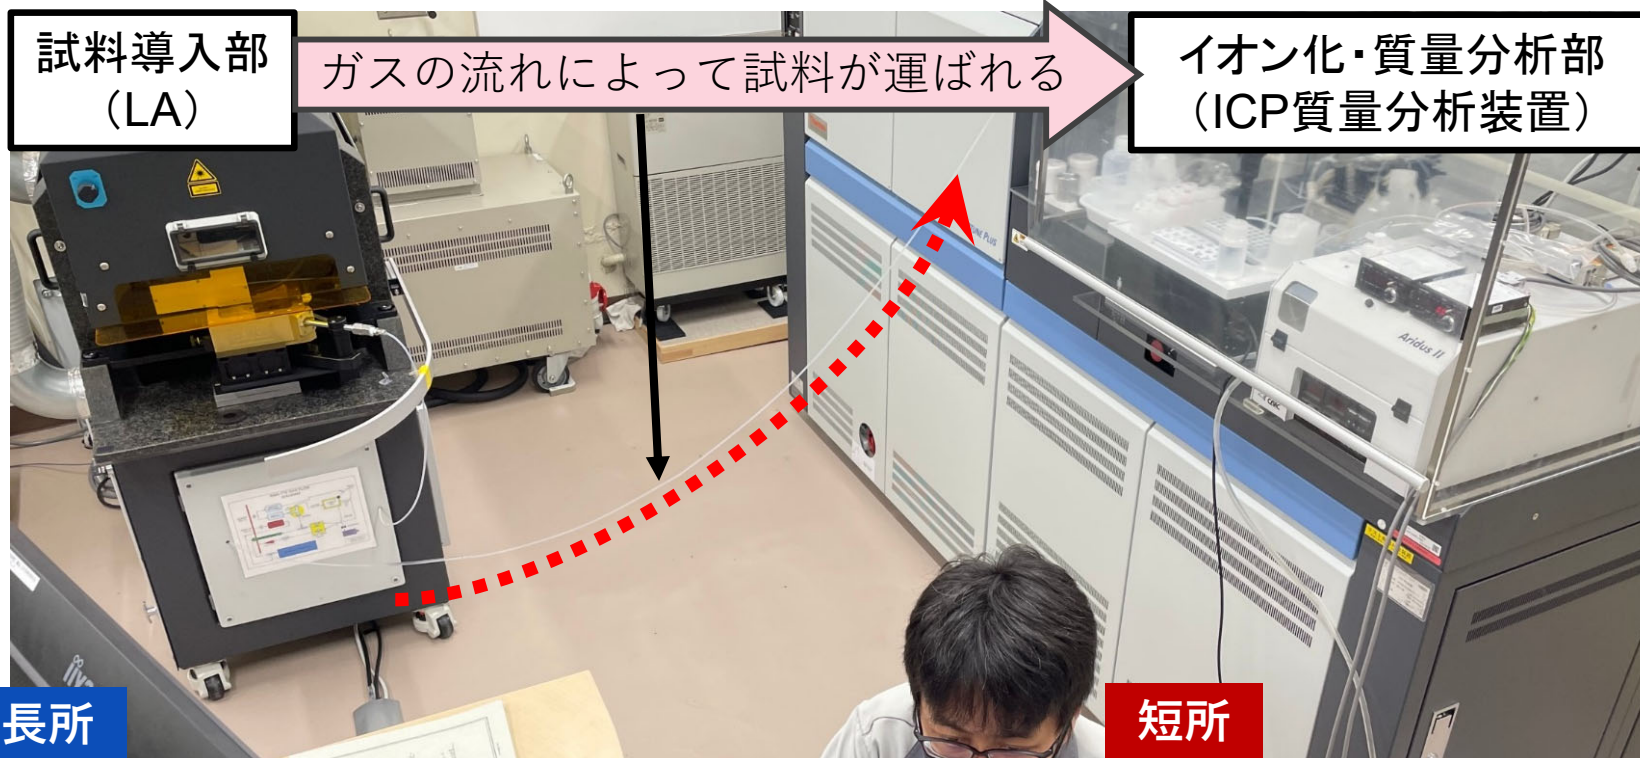 試料導入部
（LA）
ガスの流れによって試料が運ばれる
イオン化・質量分析部
（ICP質量分析装置）
Aridus II
長所
短所